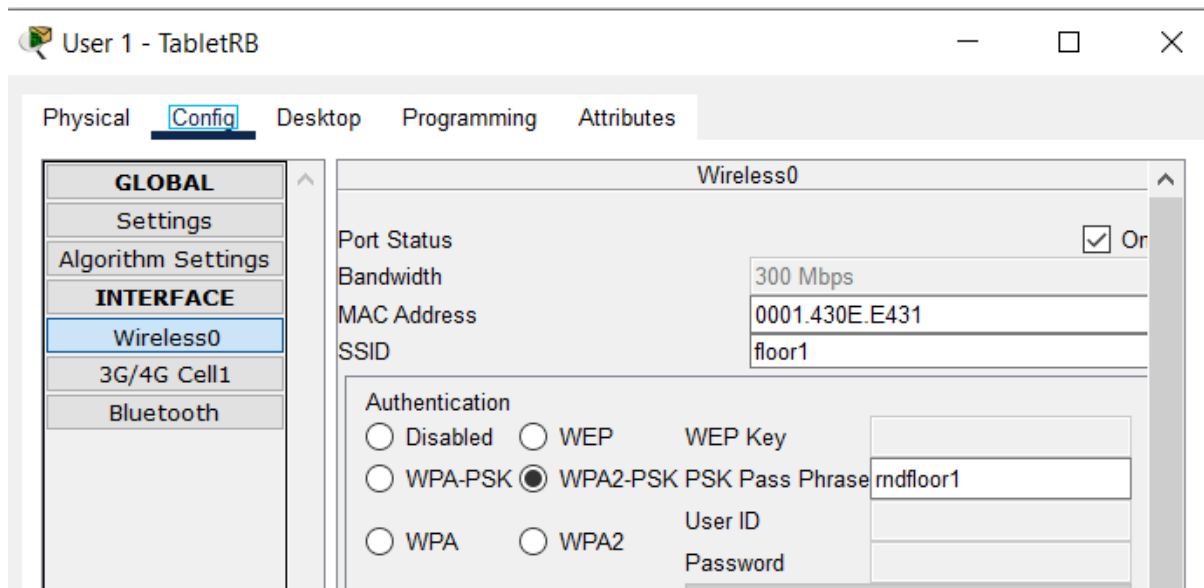 User 1 - TabletRB
Physical Config Desktop Programming Attributes
GLOBAL
Settings
Algorithm Settings
INTERFACE
Wireless0
3G/4G Cell1
Bluetooth
Wireless0
Port Status On
Bandwidth 300 Mbps
MAC Address 0001.430E.E431
SSID floor1
Authentication
Disabled WEP WEP Key
WPA-PSK WPA2-PSK PSK Pass Phrase rndfloor1
User ID
WPA WPA2
Password